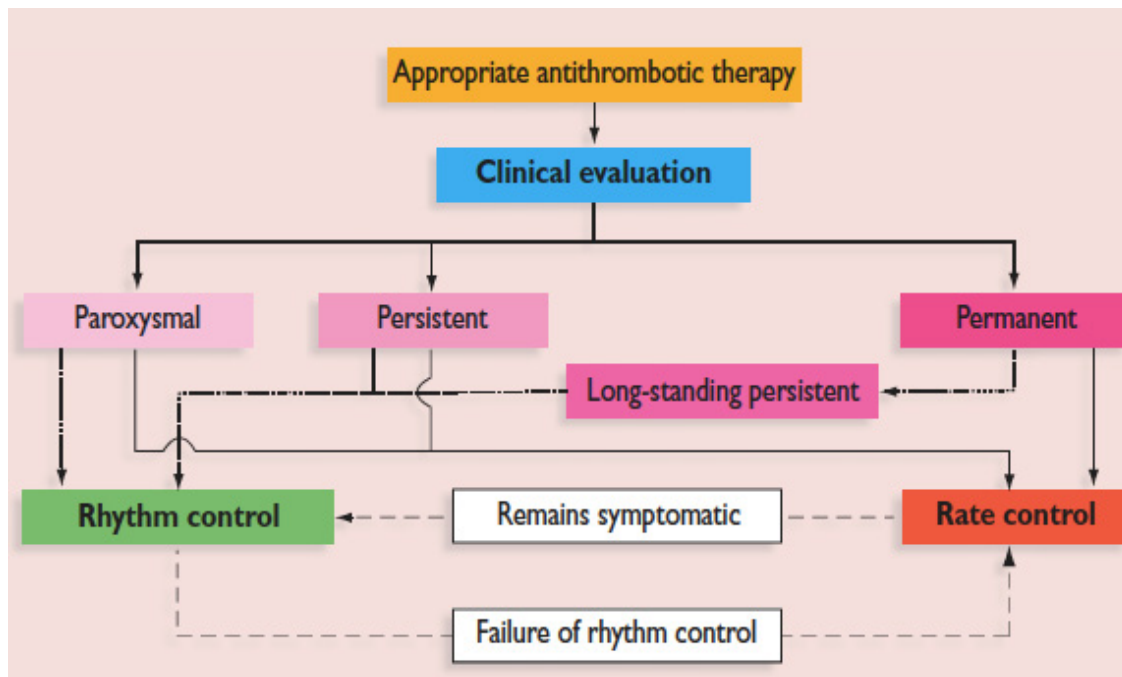 Appropriate antithrombotic therapy
Clinical evaluation
Paroxysmal
Persistent
Permanent
Long-standing persistent
Rhythm control
Remains symptomatic
Rate control
Failure of rhythm control